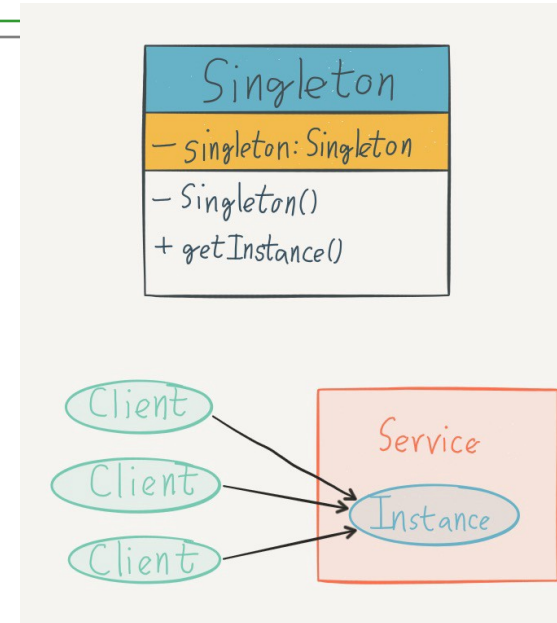 Singleton
- singleton: Singleton
- Singleton()
+ getInstance()
Client
Service
Client
Instance
Client